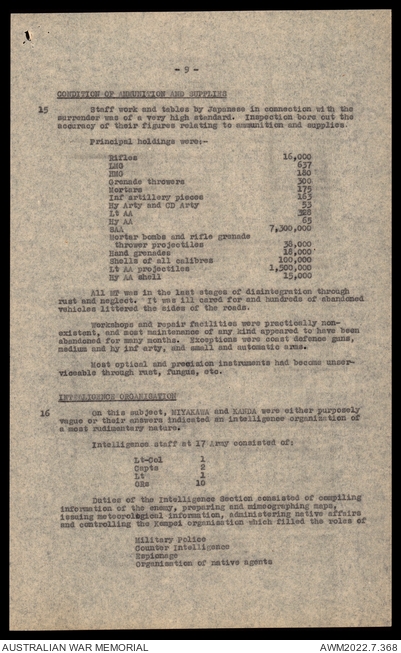 - 9 -
CONDITION OF AMMUNITION AND SUPPLIES
15 Staff work and tables by Japanese in connection with the
surrender was of a very high standard. Inspection bore out the
accuracy of their figures relating to ammunition and supplies.
Principal holdings were:-
Rifles 16,000
LMG 637
HMG 180
Grenade throwers 300
Mortars 175
Inf artillery pieces 163
Hy Arty and CD Arty 53
Lt AA 328
Hy AA 65
SAA 7,300,000
Mortar bombs and rifle grenade
thrower projectiles 38,000
Hand grenades 18,000
Shells of all calibres 100,000
Lt AA projectiles 1,500,000
Hy AA shell 15,000
All MT was in the last stages of disintegration through
rust and neglect. It was ill cared for and hundreds of abandoned
vehicles littered the sides of the roads.
Workshops and repair facilities were practically non-
existent, and most maintenance of any kind appeared to have been
abandoned for many months. Exceptions were coast defence guns,
medium and hy inf arty, and small and automatic arms.
Most optical and precision instruments had become unser-
viceable through rust, fungus, etc.
INTELLIGENCE ORGANISATION
16 On this subject, MIYAKAWA and KANDA were either purposely
vague or their answers indicated an intelligence organisation of
a most rudimentary nature.
Intelligence staff at 17 Army consisted of:
Lt-Col 1
Capts 2
Lt 1
ORs 10
Duties of the Intelligence Section consisted of compiling
information of the enemy, preparing and mimeographing maps,
issuing meteorological information, administering native affairs
and controlling the Kempei organisation which filled the roles of
Military Police
Counter Intelligence
Espionage
Organisation of native agents
AUSTRALIAN WAR MEMORIAL AWM2022.7.368